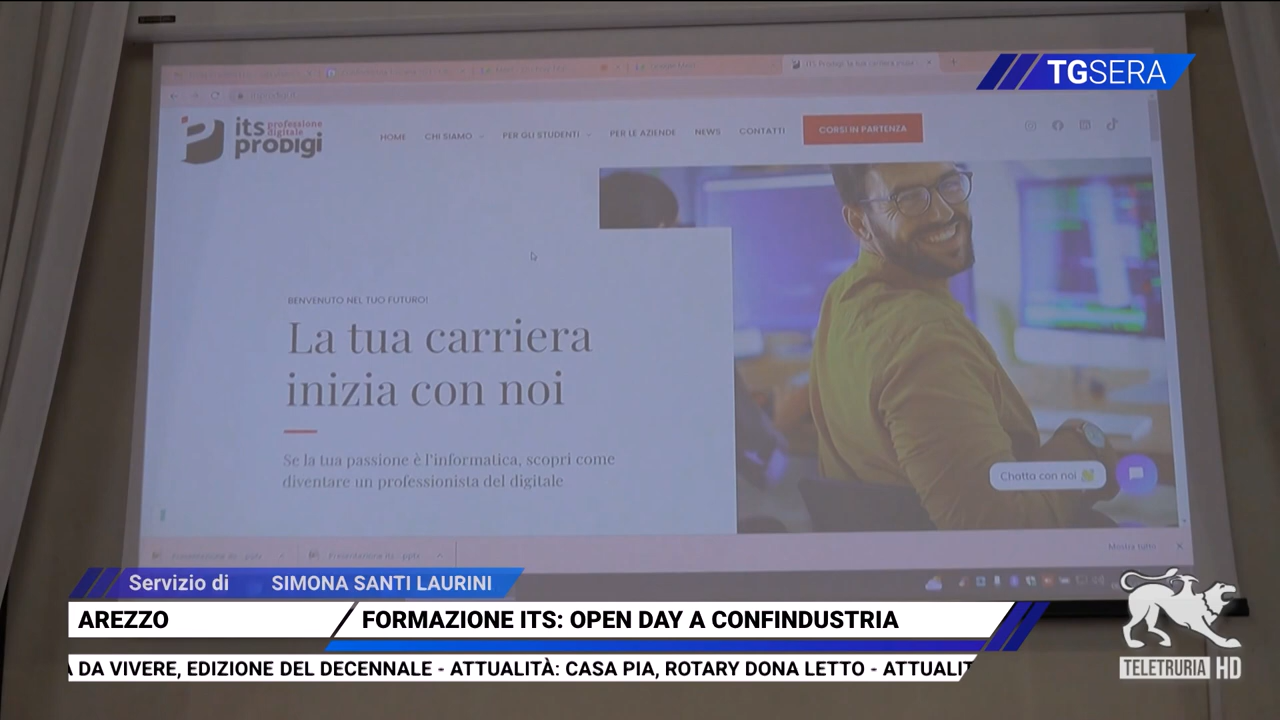 TGSERA
its professione digitale
proDIGI
HOME CHI SIAMO PER GLI STUDENTI PER LE AZIENDE NEWS CONTATTI CORSI IN PARTENZA
BENVENUTO NEL TUO FUTURO!
La tua carriera
inizia con noi
Se la tua passione è l'informatica, scopri come
diventare un professionista del digitale
Chatta con noi
Mostra tutto
Servizio di SIMONA SANTI LAURINI
AREZZO FORMAZIONE ITS: OPEN DAY A CONFINDUSTRIA
DA VIVERE, EDIZIONE DEL DECENNALE - ATTUALITÀ: CASA PIA, ROTARY DONA LETTO - ATTUALIT
TELETRURIA HD